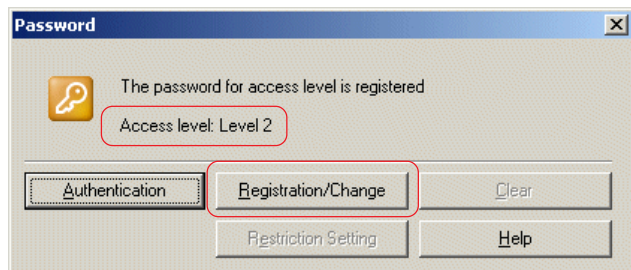 Password
The password for access level is registered
Access level: Level 2
Authentication
Registration/Change
Clear
Restriction Setting
Help